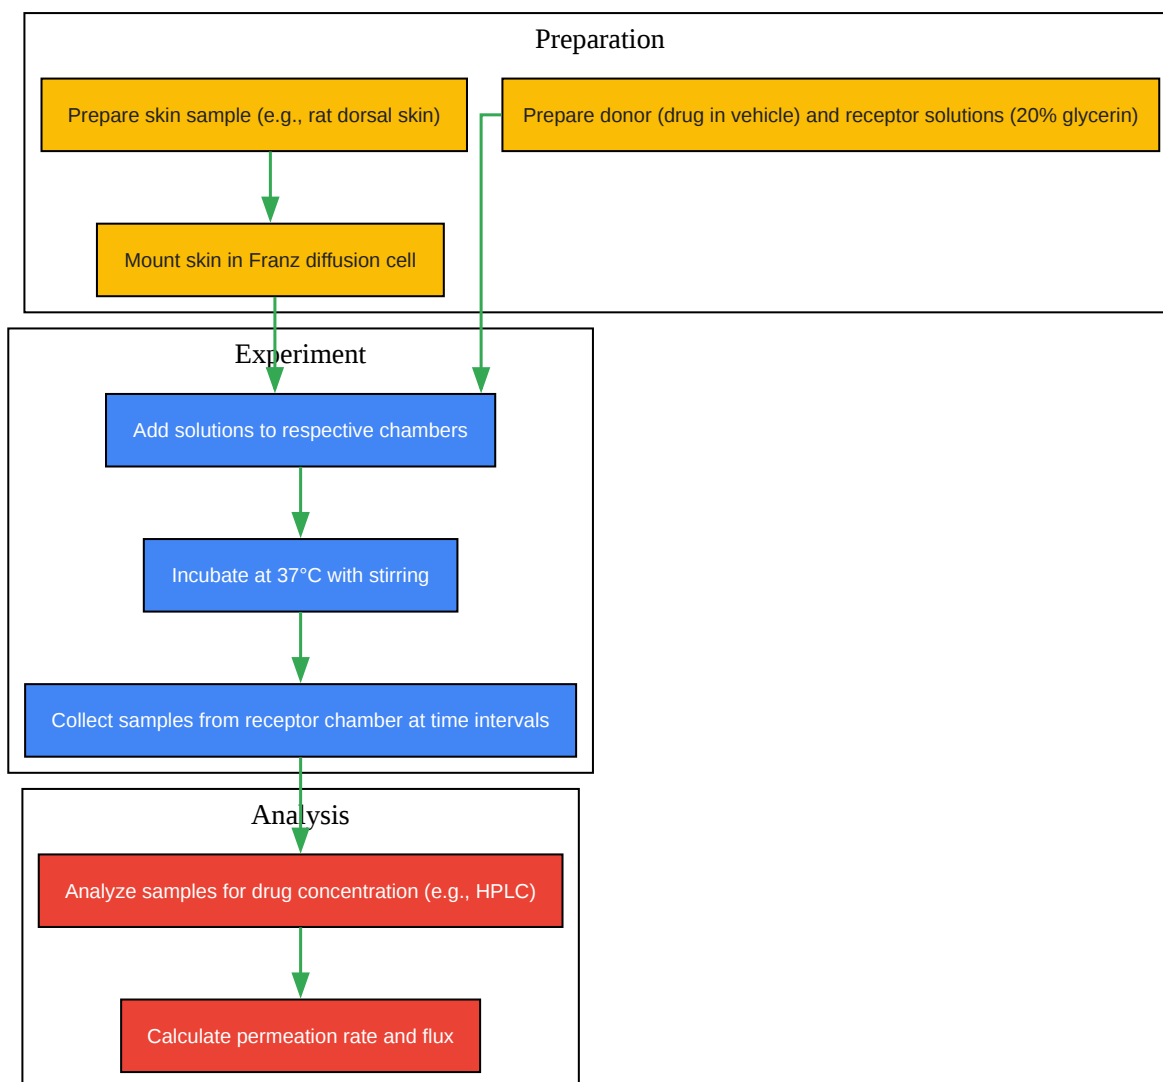 Preparation
Prepare skin sample (e.g., rat dorsal skin)
Prepare donor (drug in vehicle) and receptor solutions (20% glycerin)
Mount skin in Franz diffusion cell
Experiment
Add solutions to respective chambers
Incubate at 37°C with stirring
Collect samples from receptor chamber at time intervals
Analysis
Analyze samples for drug concentration (e.g., HPLC)
Calculate permeation rate and flux